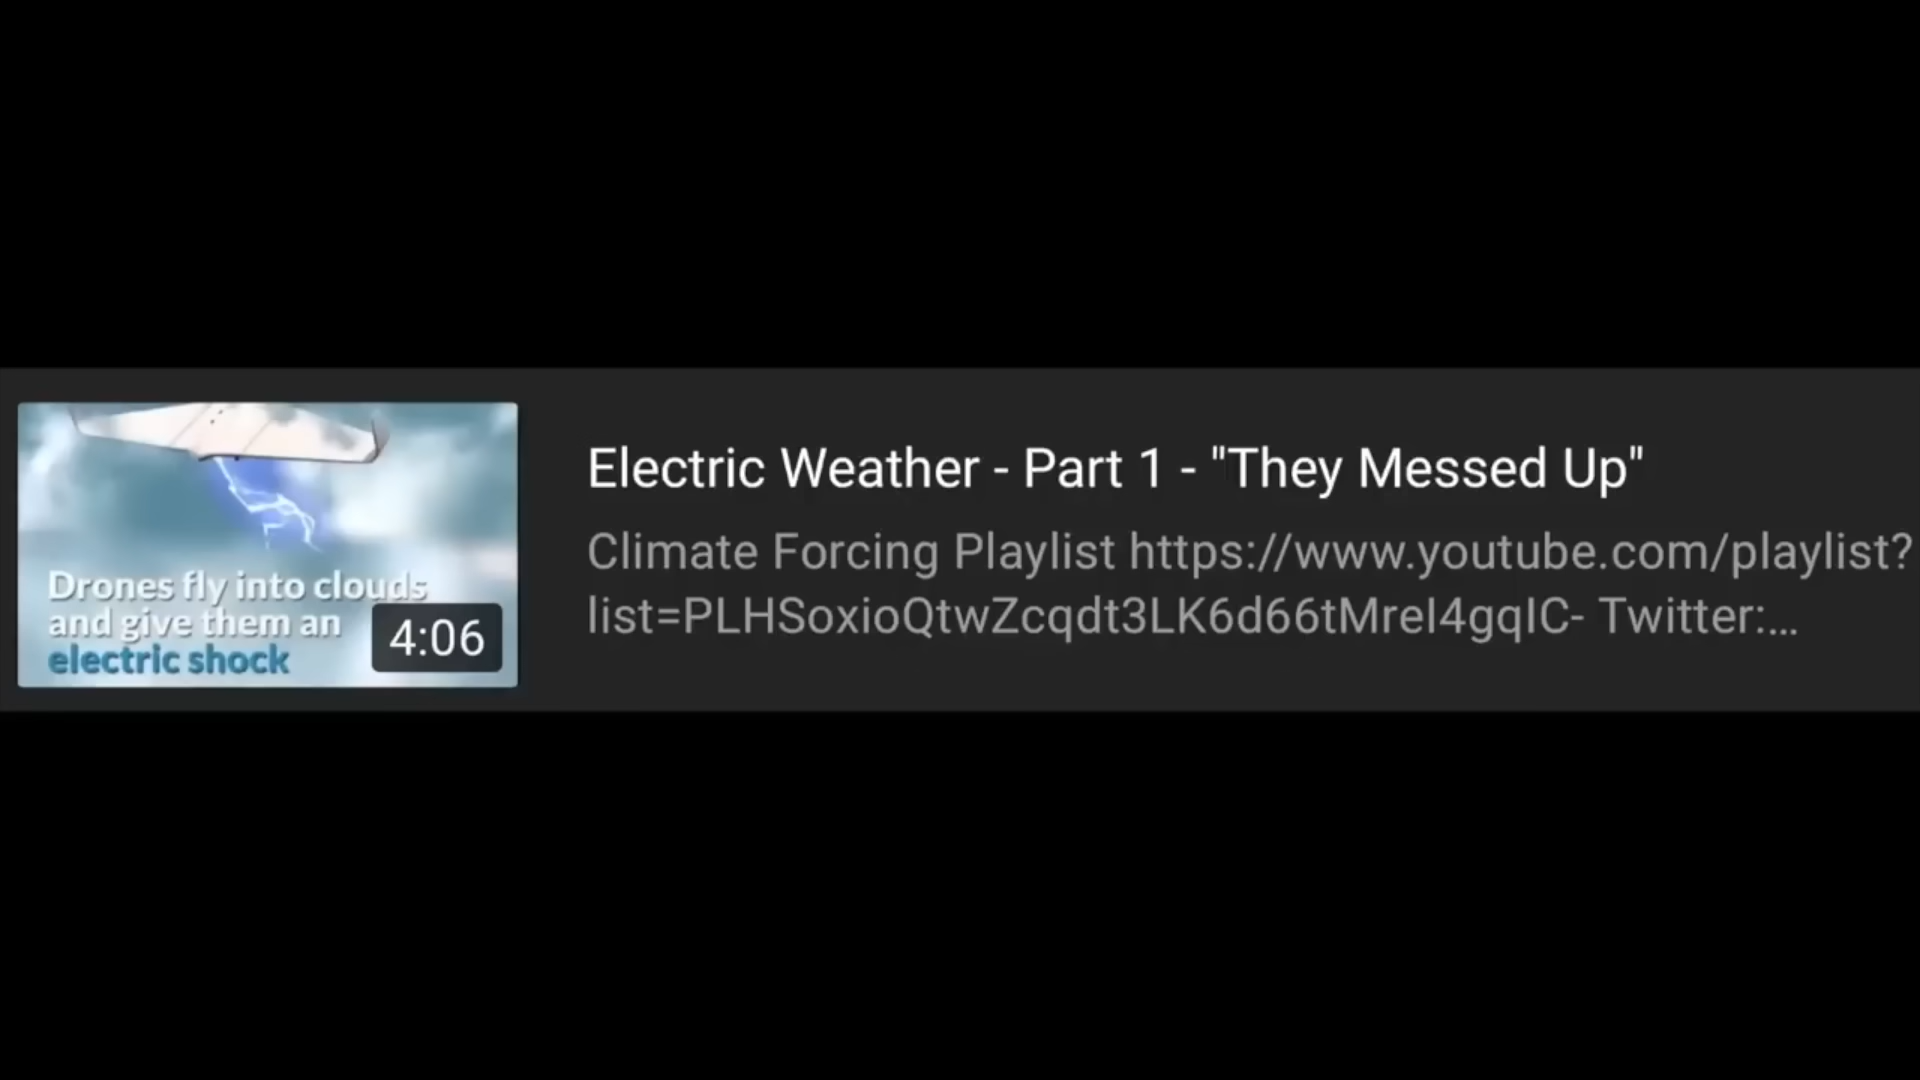 Drones fly into clouds
and give them an
electric shock
4:06
Electric Weather - Part 1 - "They Messed Up"
Climate Forcing Playlist https://www.youtube.com/playlist?
list=PLHSoxioQtwZcqdt3LK6d66tMreI4gqIC- Twitter:...